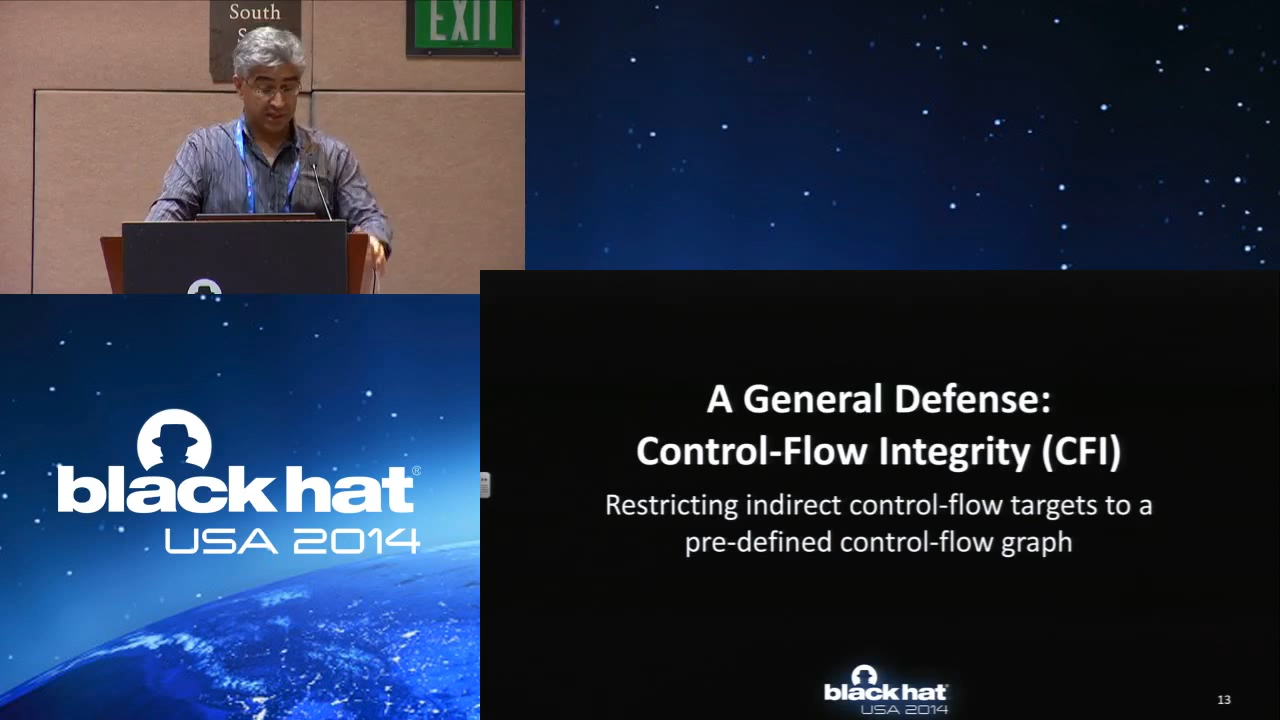 South
EXIT
A General Defense:
Control-Flow Integrity (CFI)
Restricting indirect control-flow targets to a
pre-defined control-flow graph
black hat®
USA 2014
black hat®
USA 2014
13